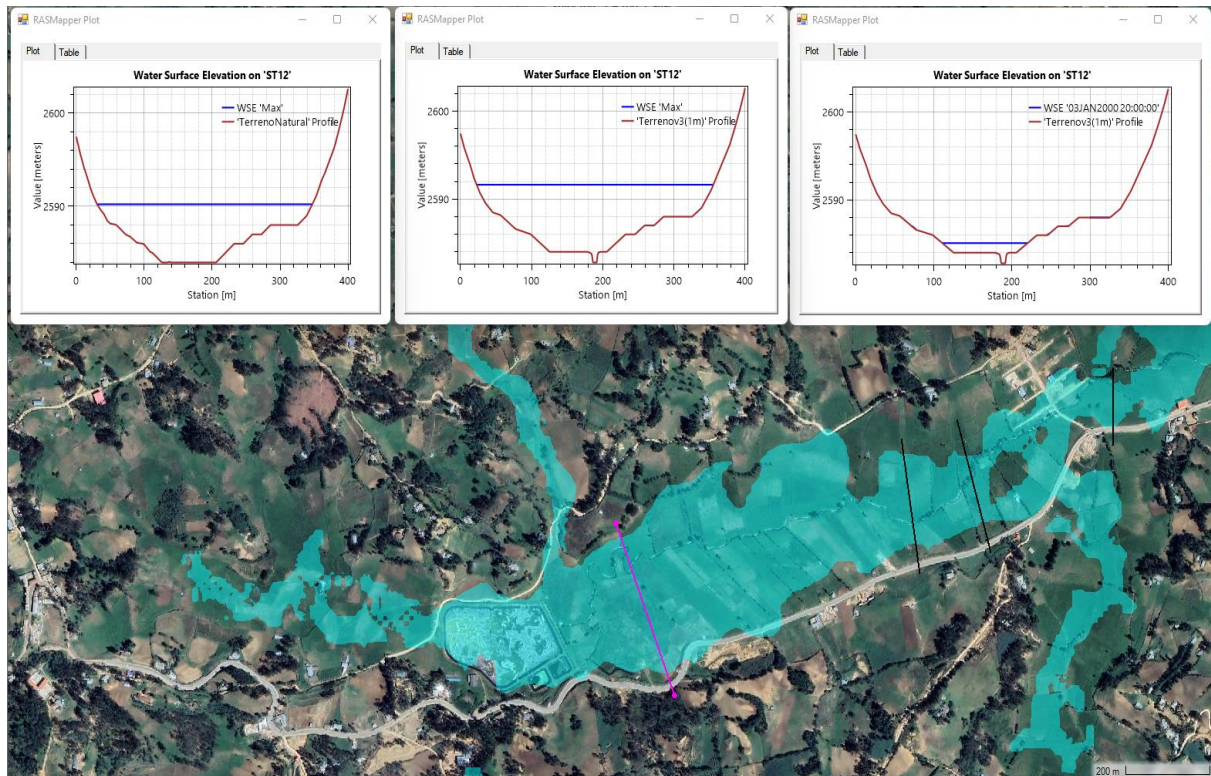 RASMapper Plot
Plot Table
Water Surface Elevation on 'ST12'
WSE 'Max'
'TerrenoNatural' Profile
Value [meters]
2600
2590
0 100 200 300 400
Station [m]
RASMapper Plot
Plot Table
Water Surface Elevation on 'ST12'
WSE 'Max'
'Terrenov3(1m)' Profile
Value [meters]
2600
2590
0 100 200 300 400
Station [m]
RASMapper Plot
Plot Table
Water Surface Elevation on 'ST12'
WSE '03JAN2000 20:00:00'
'Terrenov3(1m)' Profile
Value [meters]
2600
2590
0 100 200 300 400
Station [m]
200 m